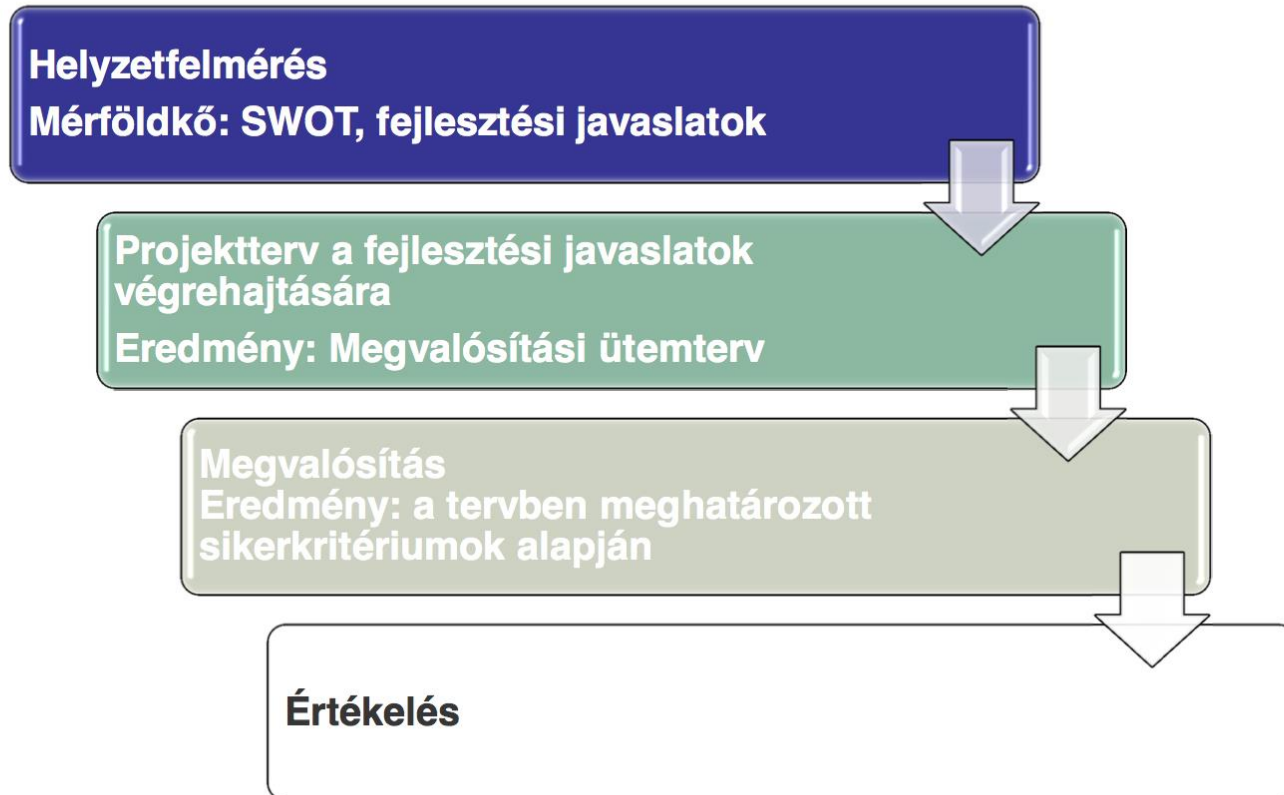 Helyzetfelmérés
Mérföldkő: SWOT, fejlesztési javaslatok
Projektterv a fejlesztési javaslatok
végrehajtására
Eredmény: Megvalósítási ütemterv
Megvalósítás
Eredmény: a tervben meghatározott
sikerkritériumok alapján
Értékelés